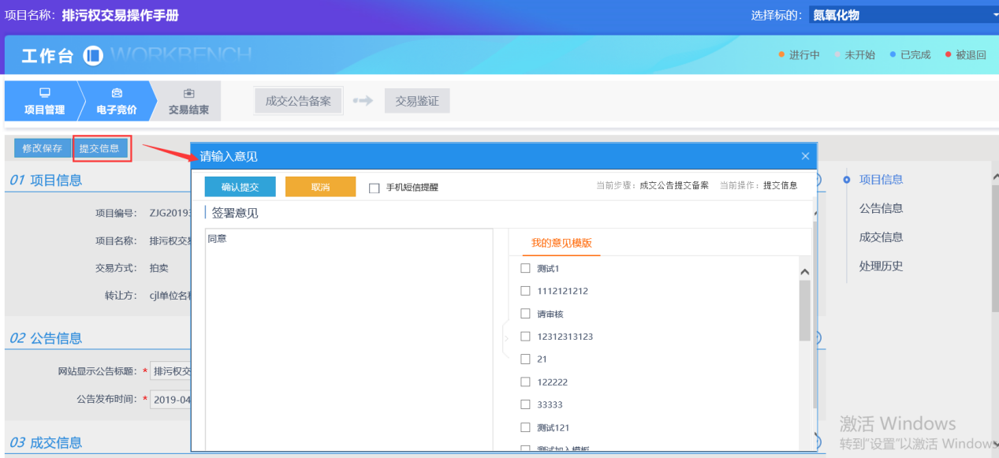 项目名称: 排污权交易操作手册
选择标的: 氮氧化物
工作台 WORKBENCH
进行中 未开始 已完成 被退回
项目管理 电子竞价 交易结束 成交公告备案 交易鉴证
修改保存 提交信息
请输入意见
确认提交 取消 手机短信提醒 当前步骤: 成交公告提交备案 当前操作: 提交信息
签署意见
同意
我的意见模版
测试1
1112121212
请审核
12312313123
21
122222
33333
测试121
测试加入模板
01 项目信息
项目编号: ZJG20193
项目名称: 排污权交易
交易方式: 拍卖
转让方: cjl单位名称
02 公告信息
网站显示公告标题: * 排污权交
公告发布时间: * 2019-04
03 成交信息
项目信息
公告信息
成交信息
处理历史
激活 Windows
转到"设置"以激活 Windows